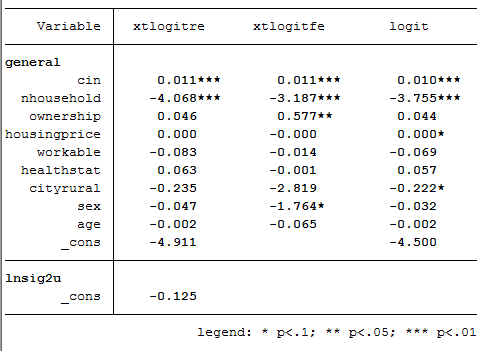 Variable xtlogitre xtlogitfe logit
general
cin 0.011*** 0.011*** 0.010***
nhousehold -4.068*** -3.187*** -3.755***
ownership 0.046 0.577** 0.044
housingprice 0.000 -0.000 0.000*
workable -0.083 -0.014 -0.069
healthstat 0.063 -0.001 0.057
cityrural -0.235 -2.819 -0.222*
sex -0.047 -1.764* -0.032
age -0.002 -0.065 -0.002
_cons -4.911 -4.500
lnsig2u
_cons -0.125
legend: * p<.1; ** p<.05; *** p<.01